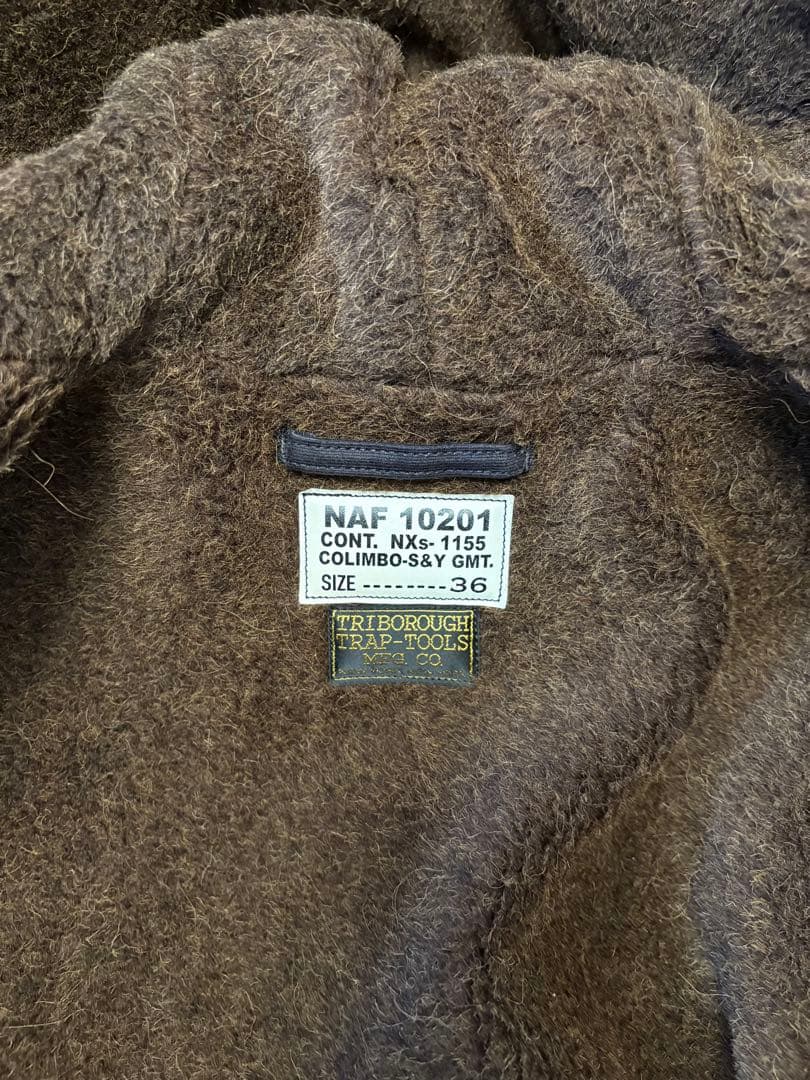 NAF 10201
CONT. NXs- 1155
COLIMBO-S&Y GMT.
SIZE --------- 36
TRIBOROUGH
TRAP-TOOLS
MFG. CO.